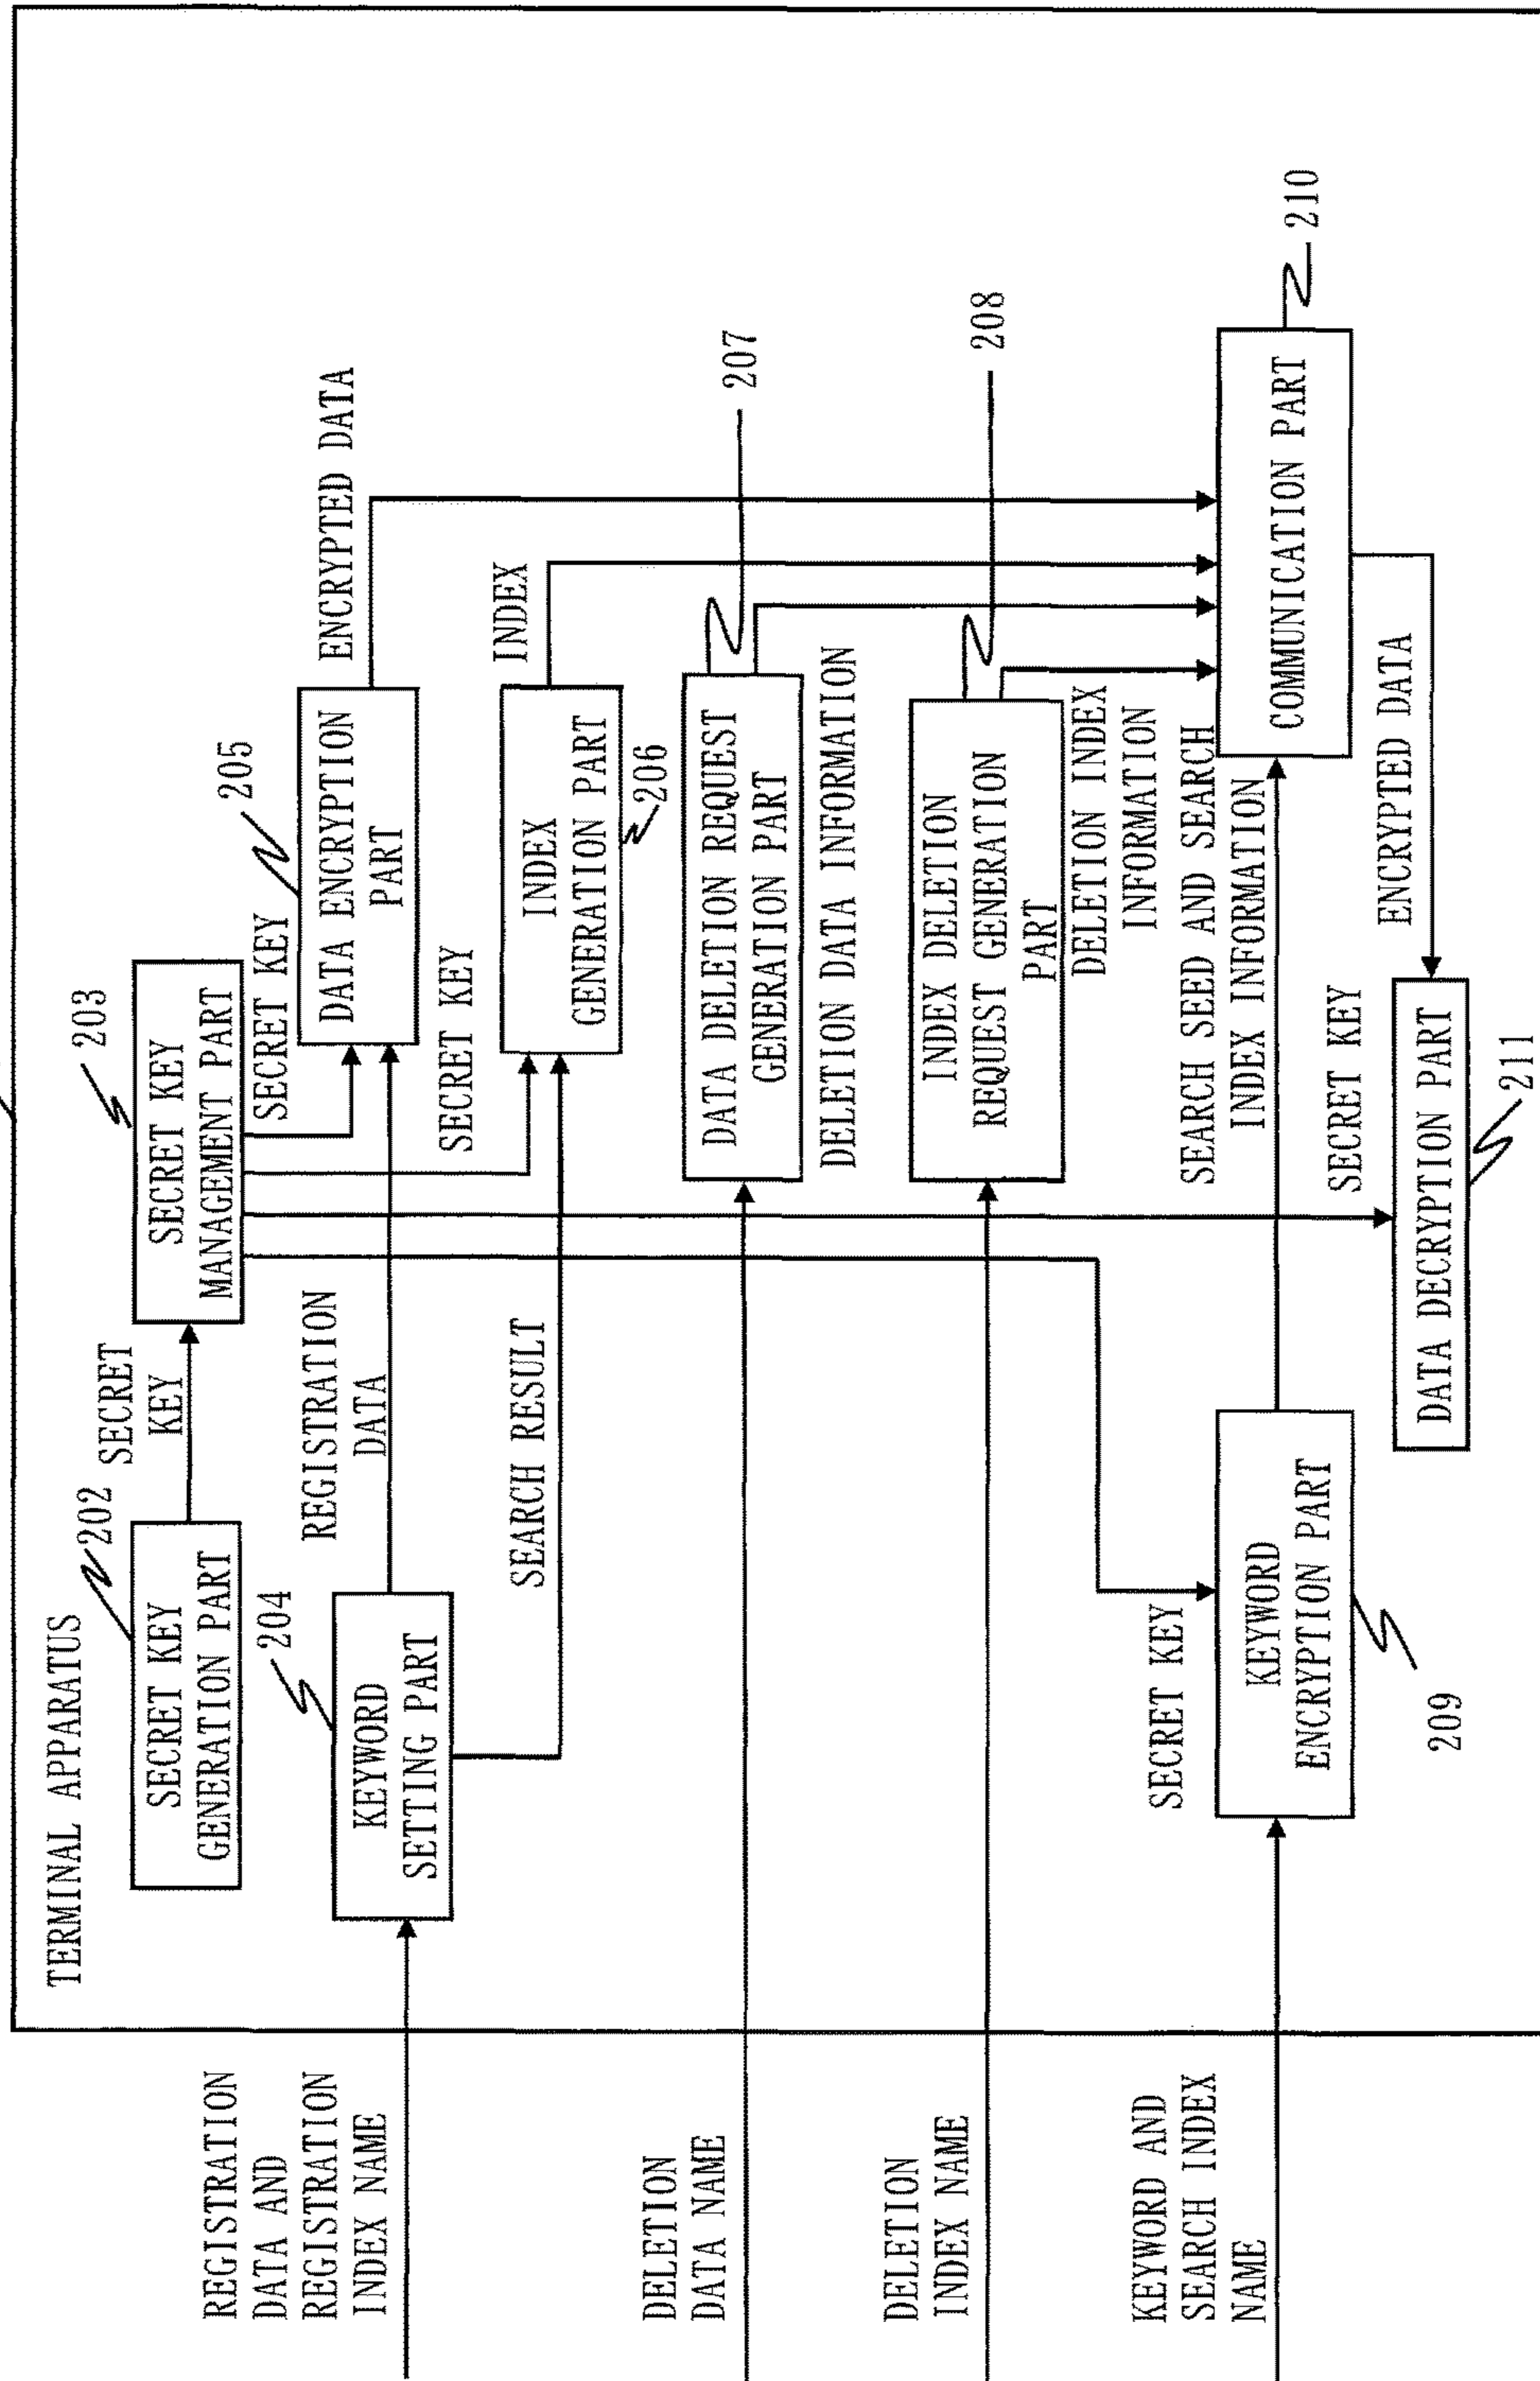 TERMINAL APPARATUS
202
SECRET KEY
GENERATION PART
SECRET
KEY
203
SECRET KEY
MANAGEMENT PART
SECRET KEY
205
DATA ENCRYPTION
PART
ENCRYPTED DATA
REGISTRATION
DATA AND
REGISTRATION
INDEX NAME
204
KEYWORD
SETTING PART
REGISTRATION
DATA
SEARCH RESULT
SECRET KEY
INDEX
GENERATION PART
206
INDEX
DELETION
DATA NAME
DATA DELETION REQUEST
GENERATION PART
207
DELETION DATA INFORMATION
DELETION
INDEX NAME
INDEX DELETION
REQUEST GENERATION
PART
208
DELETION INDEX
INFORMATION
KEYWORD AND
SEARCH INDEX
NAME
SECRET KEY
KEYWORD
ENCRYPTION PART
209
SEARCH SEED AND SEARCH
INDEX INFORMATION
COMMUNICATION PART
210
SECRET KEY
ENCRYPTED DATA
DATA DECRYPTION PART
211